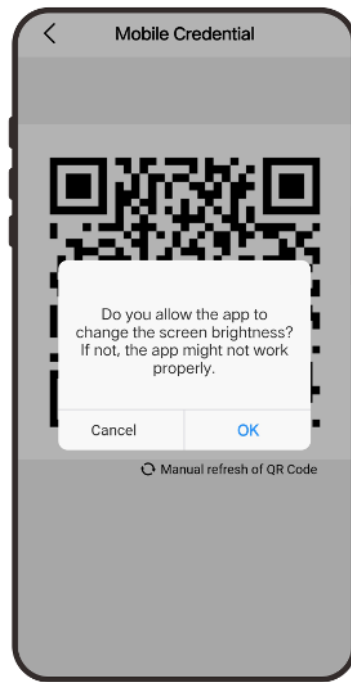 Mobile Credential
Do you allow the app to
change the screen brightness?
If not, the app might not work
properly.
Cancel
OK
Manual refresh of QR Code